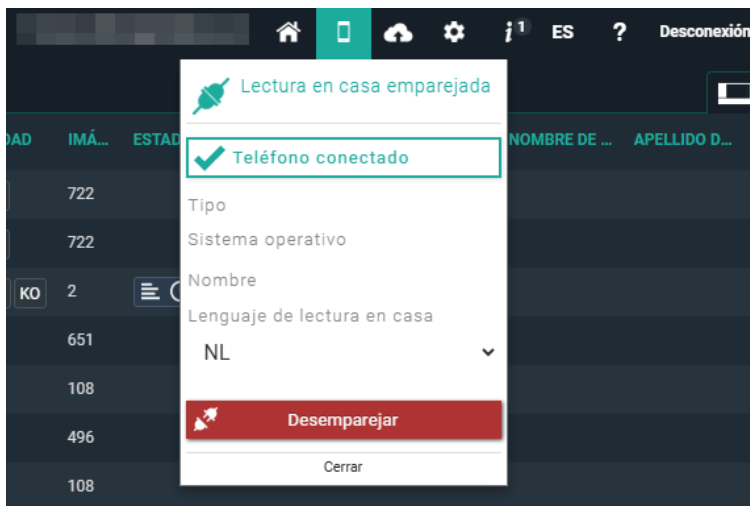 i 1 ES ? Desconexión
Lectura en casa emparejada
DAD IMÁ... ESTAD NOMBRE DE ... APELLIDO D...
Teléfono conectado
722
Tipo
722
Sistema operativo
KO 2
Nombre
651
Lenguaje de lectura en casa
NL
108
Desemparejar
496
Cerrar
108